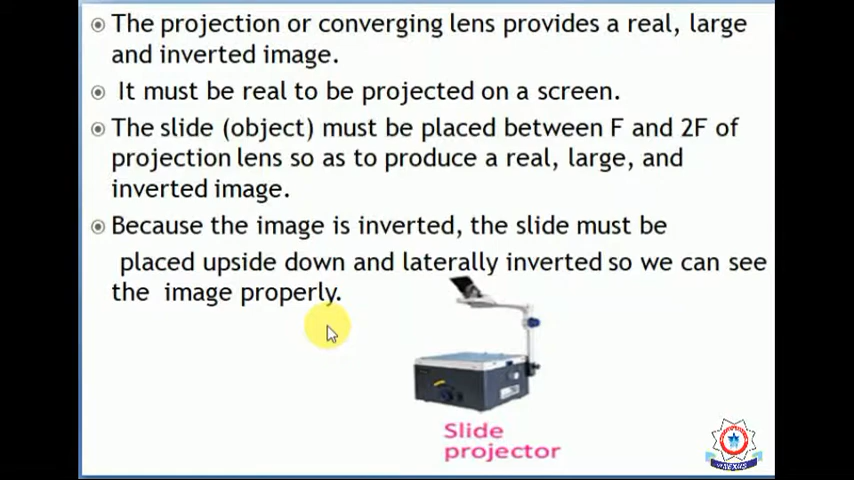 The projection or converging lens provides a real, large
and inverted image.
It must be real to be projected on a screen.
The slide (object) must be placed between F and 2F of
projection lens so as to produce a real, large, and
inverted image.
Because the image is inverted, the slide must be
placed upside down and laterally inverted so we can see
the image properly.
Slide
projector
NEXUS